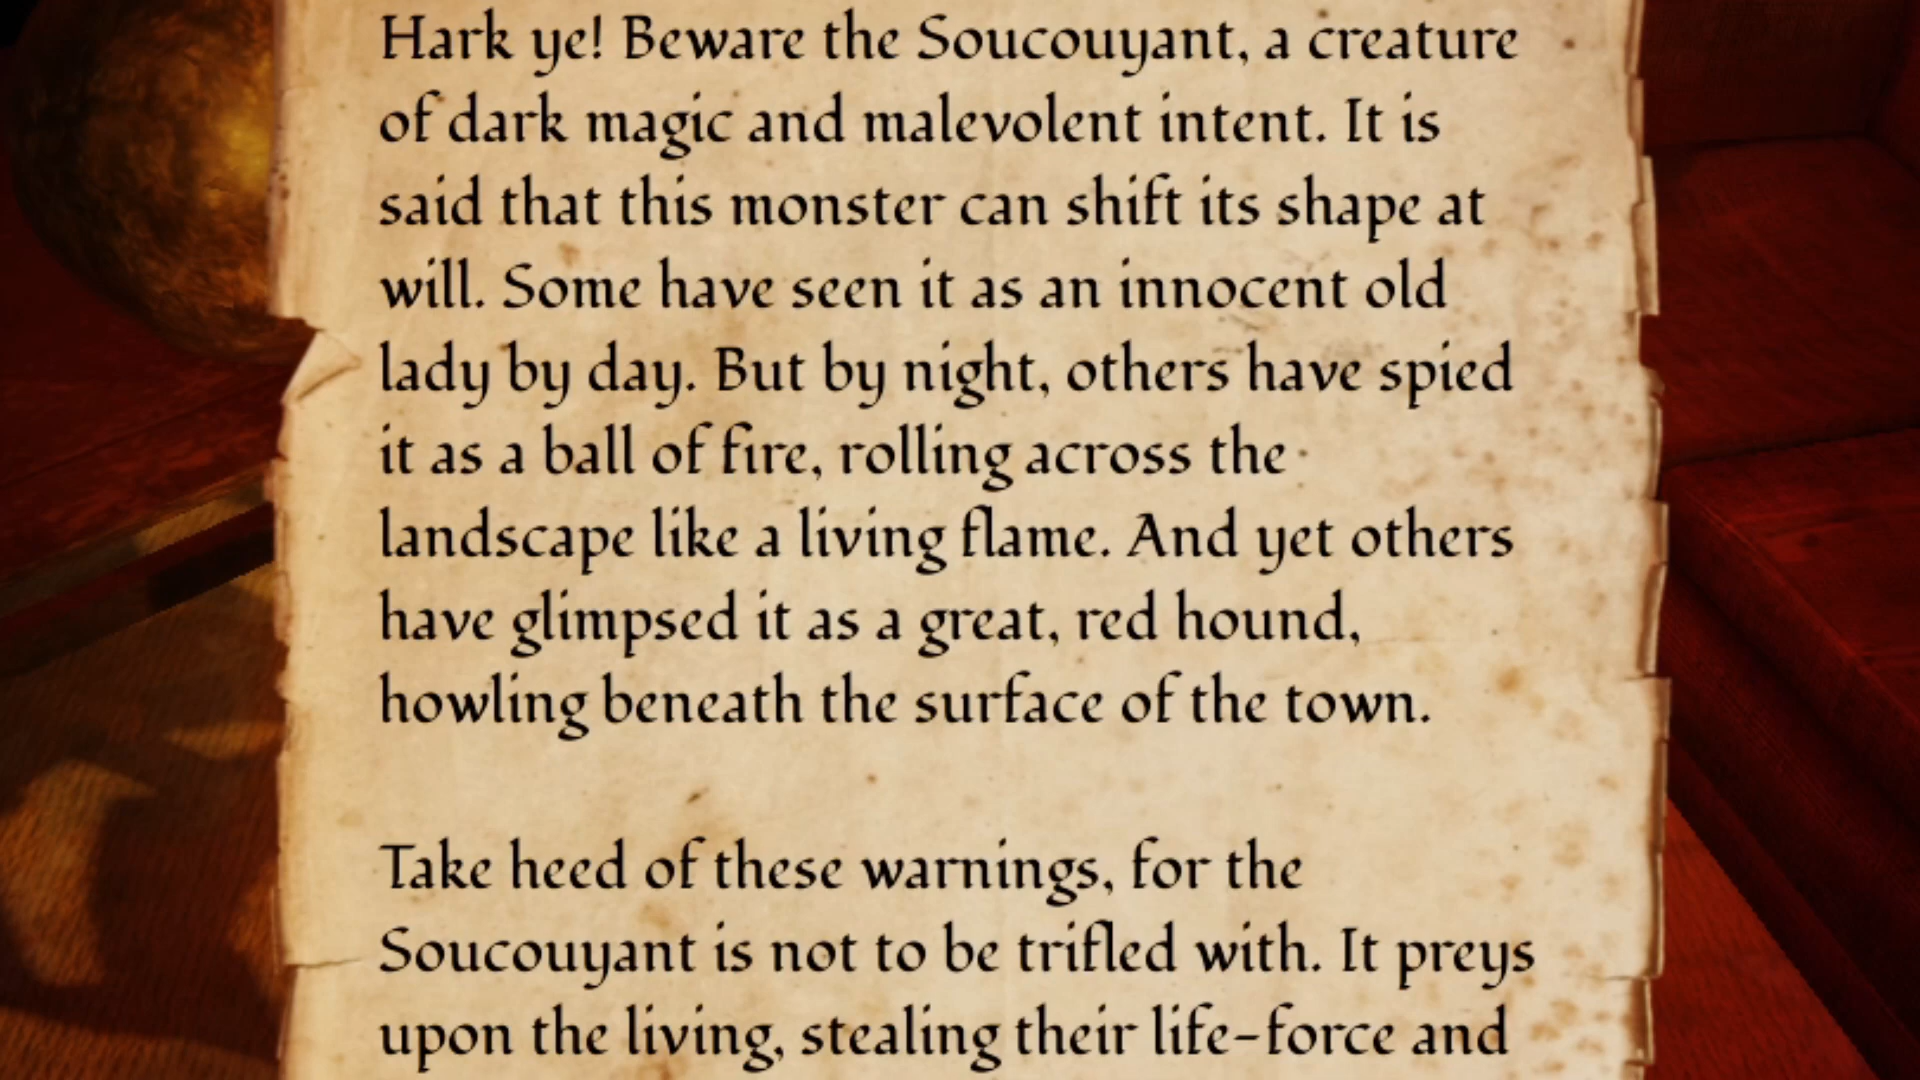 Hark ye! Beware the Soucouyant, a creature
of dark magic and malevolent intent. It is
said that this monster can shift its shape at
will. Some have seen it as an innocent old
lady by day. But by night, others have spied
it as a ball of fire, rolling across the
landscape like a living flame. And yet others
have glimpsed it as a great, red hound,
howling beneath the surface of the town.
Take heed of these warnings, for the
Soucouyant is not to be trifled with. It preys
upon the living, stealing their life-force and